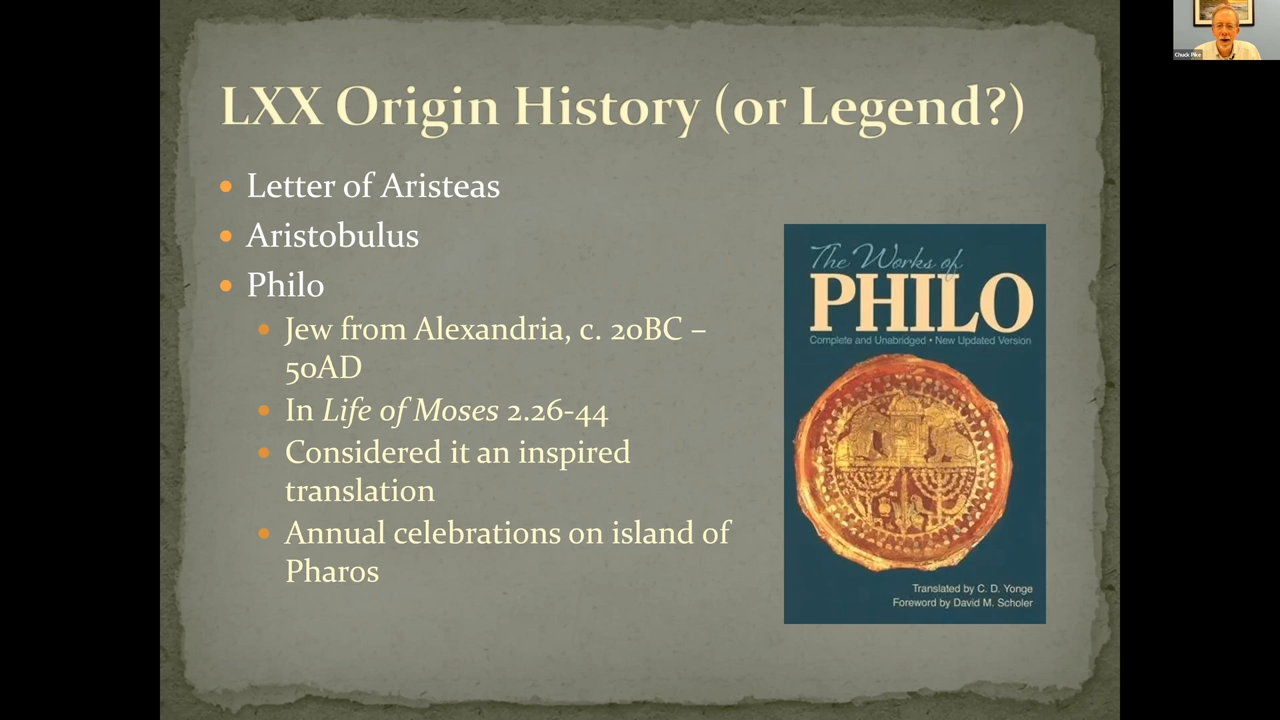 LXX Origin History (or Legend?)
Letter of Aristeas
Aristobulus
Philo
Jew from Alexandria, c. 20BC –
50AD
In Life of Moses 2.26-44
Considered it an inspired
translation
Annual celebrations on island of
Pharos
The Works of
PHILO
Complete and Unabridged • New Updated Version
Translated by C. D. Yonge
Foreword by David M. Scholer
Chuck Pike